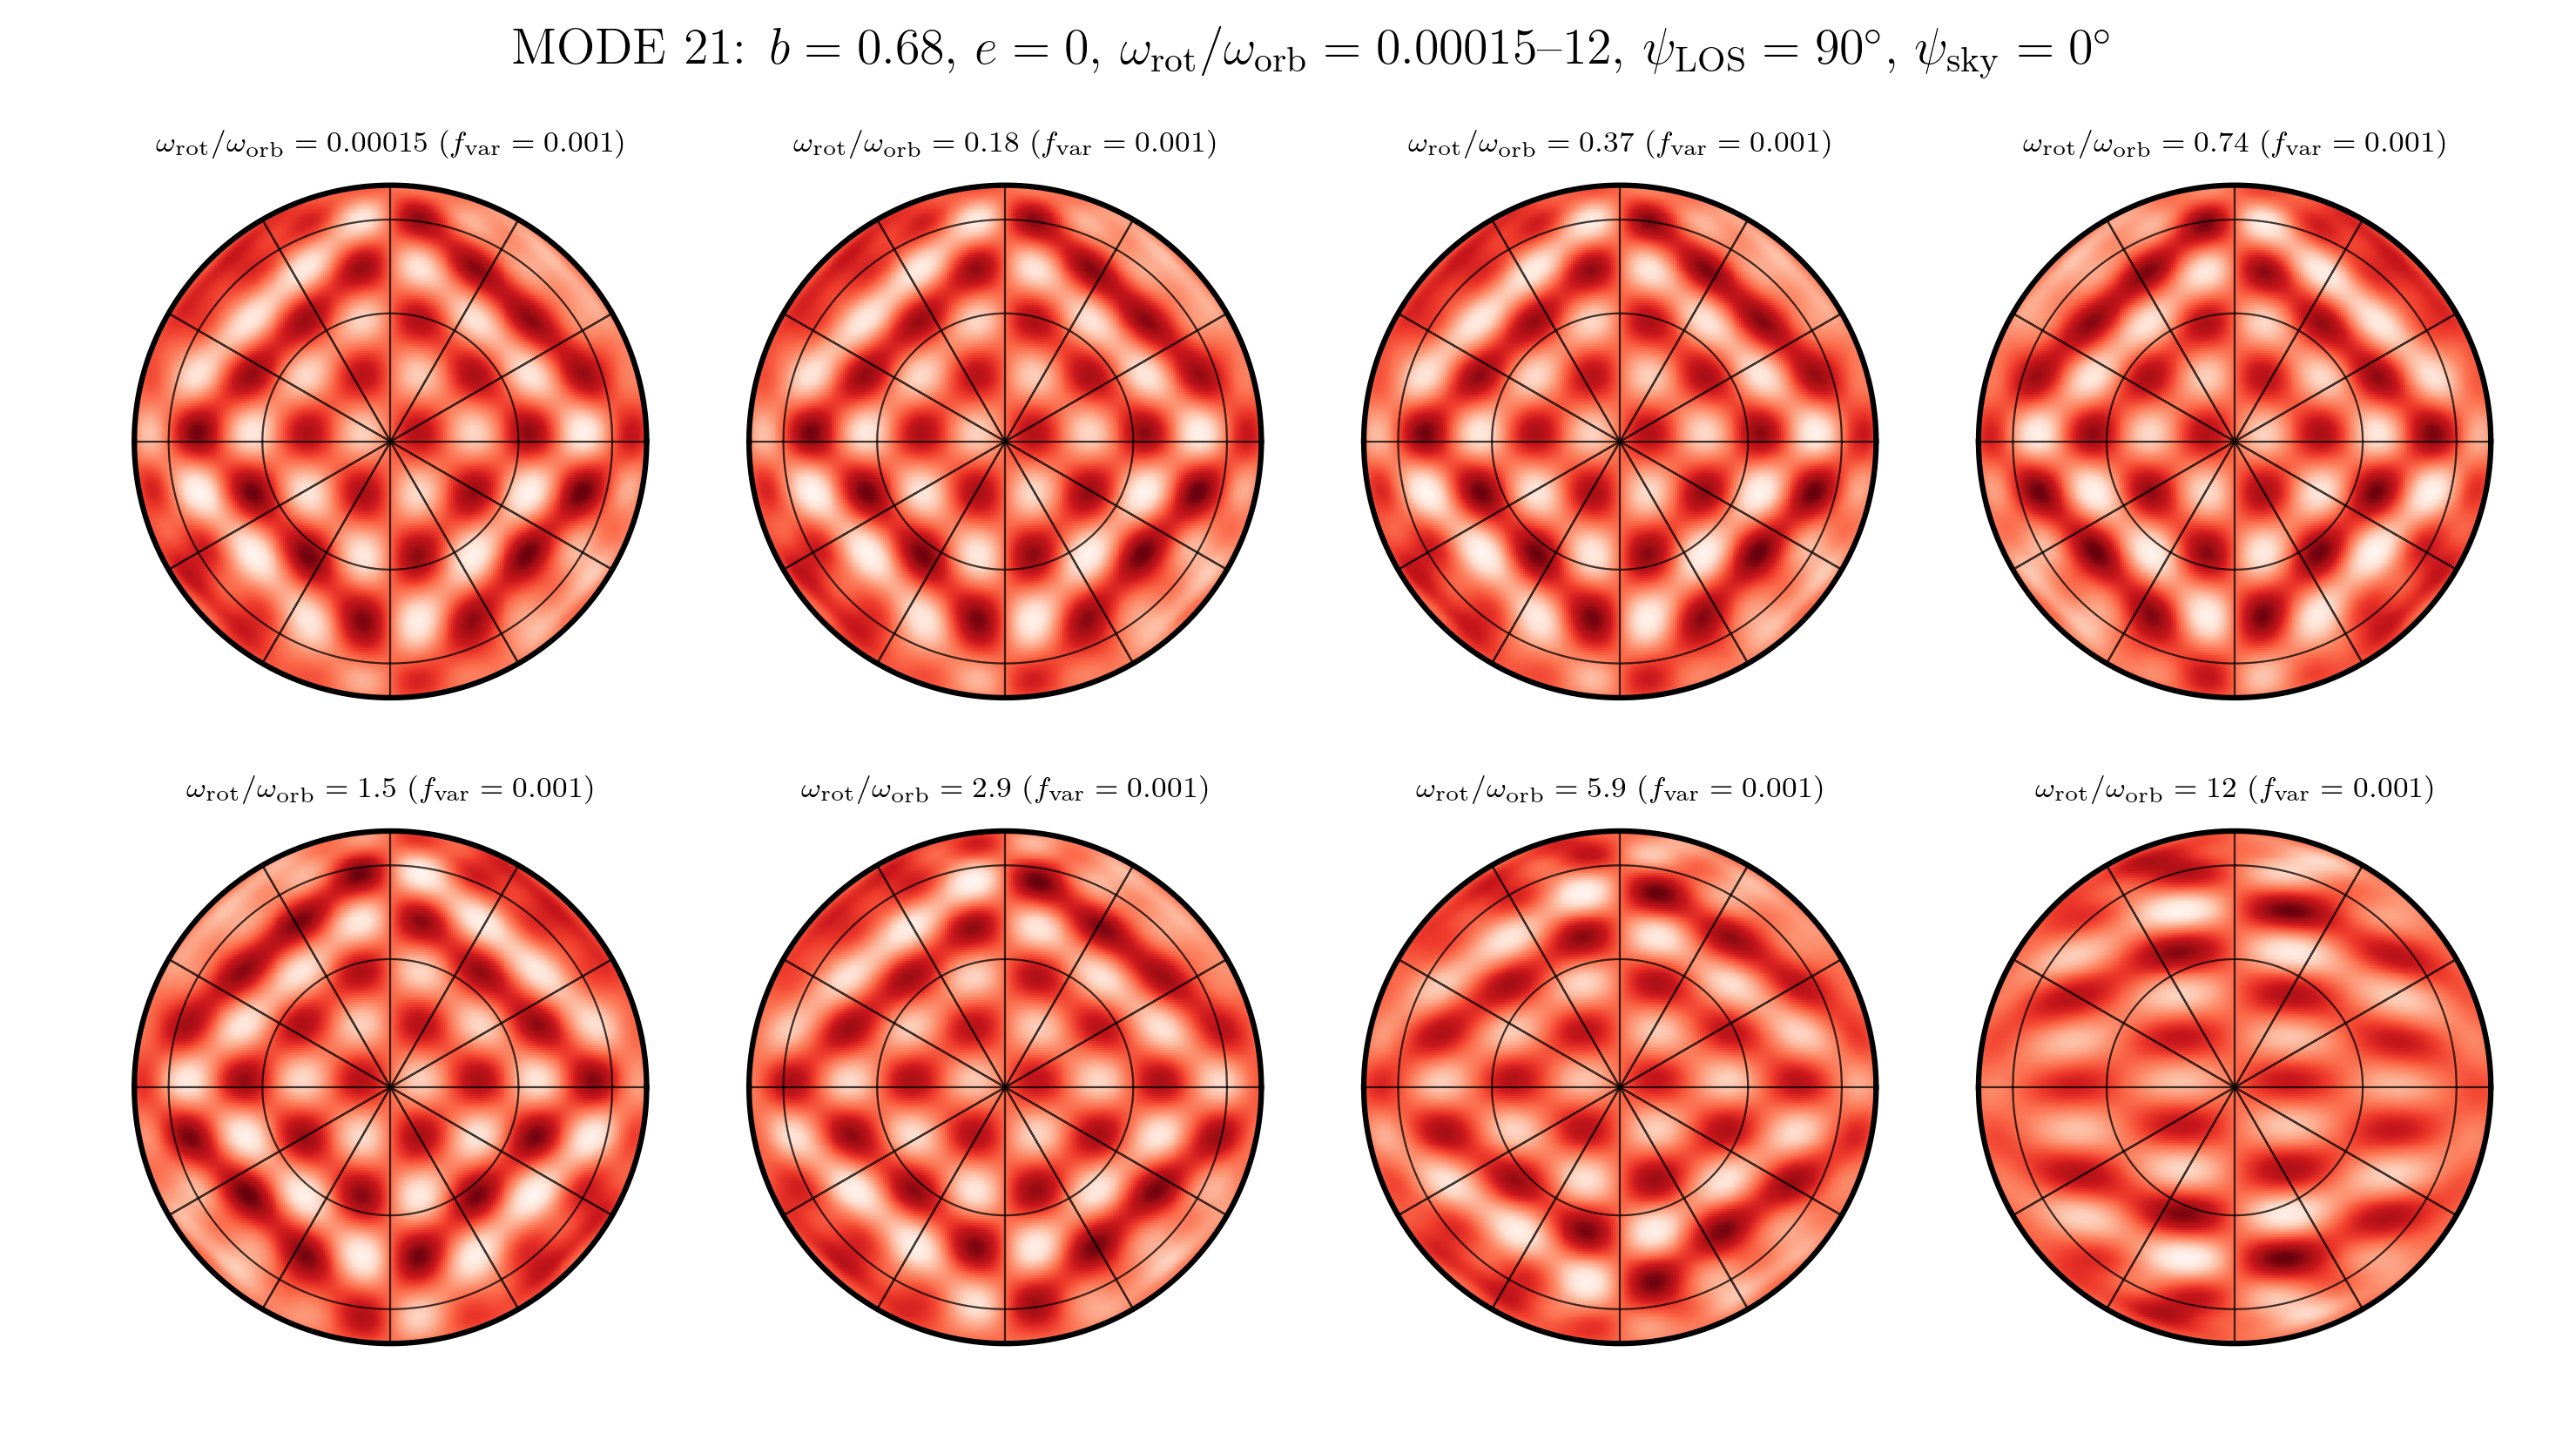 MODE 21: b = 0.68, e = 0, ω_rot/ω_orb = 0.00015–12, ψ_LOS = 90°, ψ_sky = 0°
ω_rot/ω_orb = 0.00015 (f_var = 0.001)
ω_rot/ω_orb = 0.18 (f_var = 0.001)
ω_rot/ω_orb = 0.37 (f_var = 0.001)
ω_rot/ω_orb = 0.74 (f_var = 0.001)
ω_rot/ω_orb = 1.5 (f_var = 0.001)
ω_rot/ω_orb = 2.9 (f_var = 0.001)
ω_rot/ω_orb = 5.9 (f_var = 0.001)
ω_rot/ω_orb = 12 (f_var = 0.001)